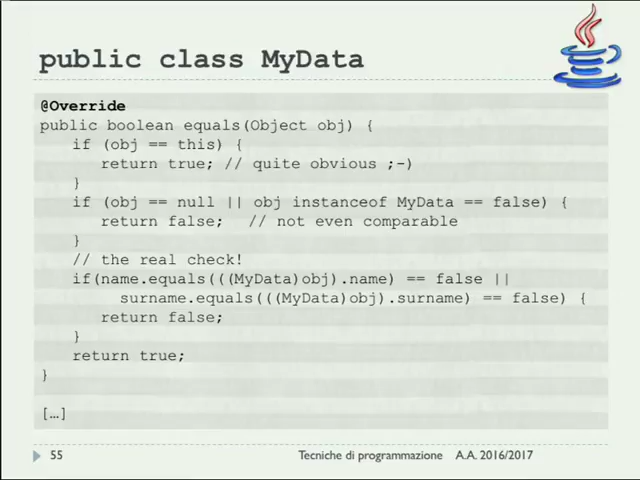 public class MyData
@Override
public boolean equals(Object obj) {
if (obj == this) {
return true; // quite obvious ;-)
}
if (obj == null || obj instanceof MyData == false) {
return false; // not even comparable
}
// the real check!
if(name.equals(((MyData)obj).name) == false ||
surname.equals(((MyData)obj).surname) == false) {
return false;
}
return true;
}
[…]
55 Tecniche di programmazione A.A. 2016/2017